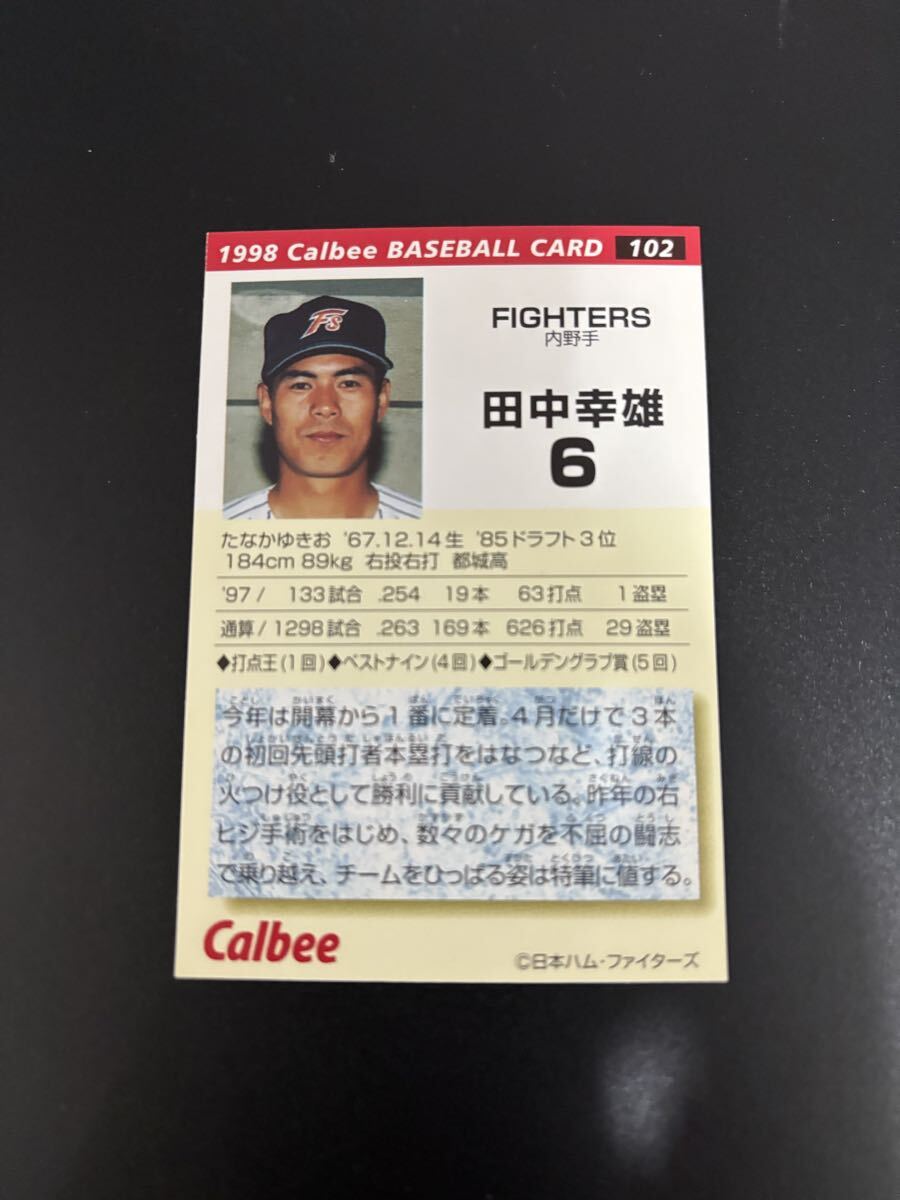 1998 Calbee BASEBALL CARD 102
Fs
FIGHTERS
内野手
田中幸雄
6
たなかゆきお '67.12.14生 '85ドラフト3位
184cm 89kg 右投右打 都城高
'97/ 133試合 .254 19本 63打点 1盗塁
通算/1298試合 .263 169本 626打点 29盗塁
◆打点王(1回)◆ベストナイン(4回)◆ゴールデングラブ賞(5回)
今年は開幕から1番に定着。4月だけで3本
の初回先頭打者本塁打をはなつなど、打線の
火つけ役として勝利に貢献している。昨年の右
ヒジ手術をはじめ、数々のケガを不屈の闘志
で乗り越え、チームをひっぱる姿は特筆に値する。
Calbee
©日本ハム・ファイターズ